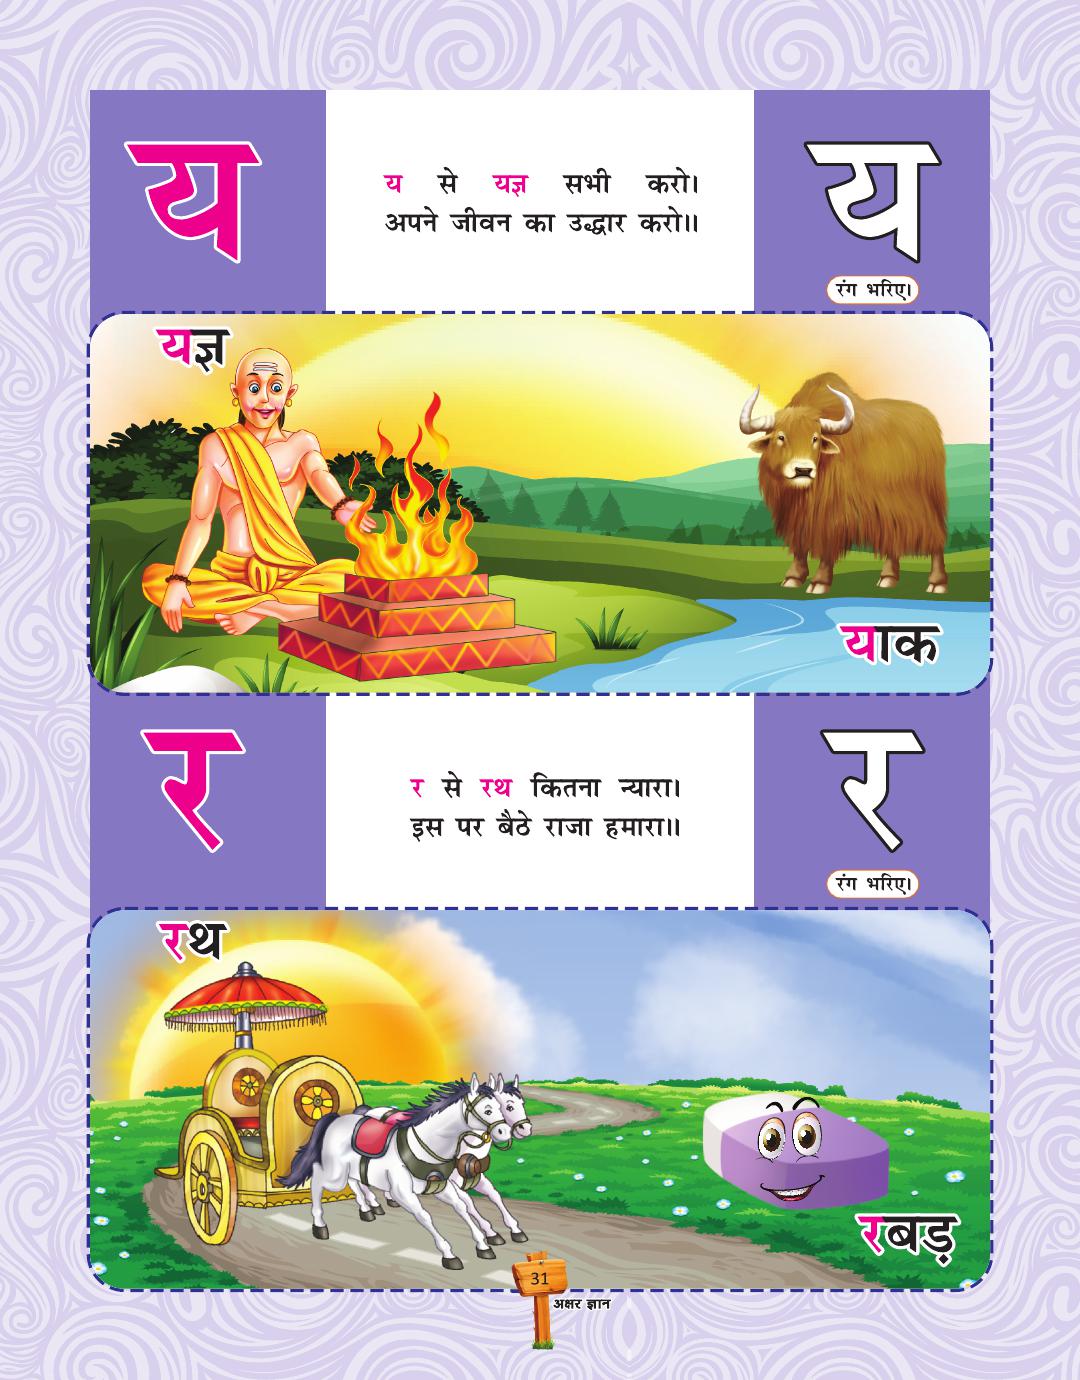 य
य से यज्ञ सभी करो।
अपने जीवन का उद्धार करो॥
य
रंग भरिए।
यज्ञ
याक
र
र से रथ कितना न्यारा।
इस पर बैठे राजा हमारा॥
र
रंग भरिए।
रथ
रबड़
31
अक्षर ज्ञान